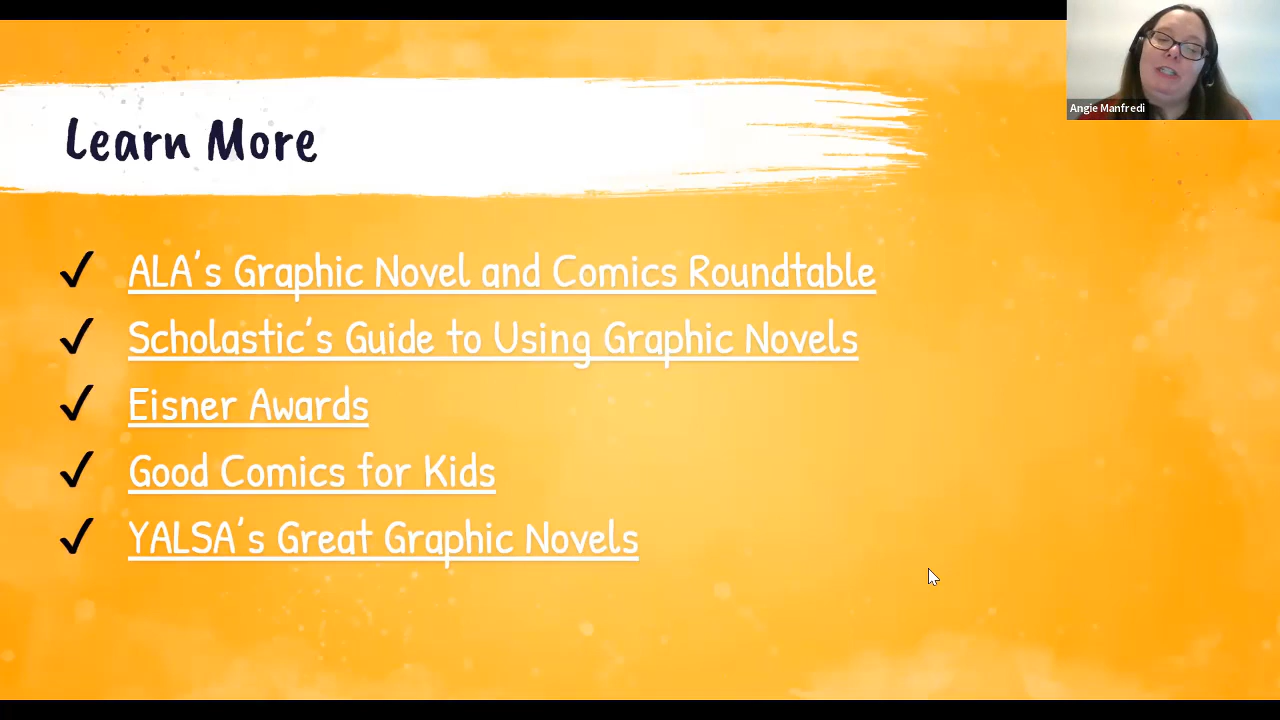 Angie Manfredi
Learn More
✓ ALA's Graphic Novel and Comics Roundtable
✓ Scholastic's Guide to Using Graphic Novels
✓ Eisner Awards
✓ Good Comics for Kids
✓ YALSA's Great Graphic Novels